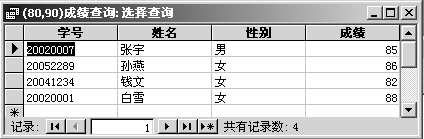 (80,90)成绩查询: 选择查询
学号 姓名 性别 成绩
20020007 张宇 男 85
20052289 孙燕 女 86
20041234 钱文 女 82
20020001 白雪 女 88
记录: 1 共有记录数: 4